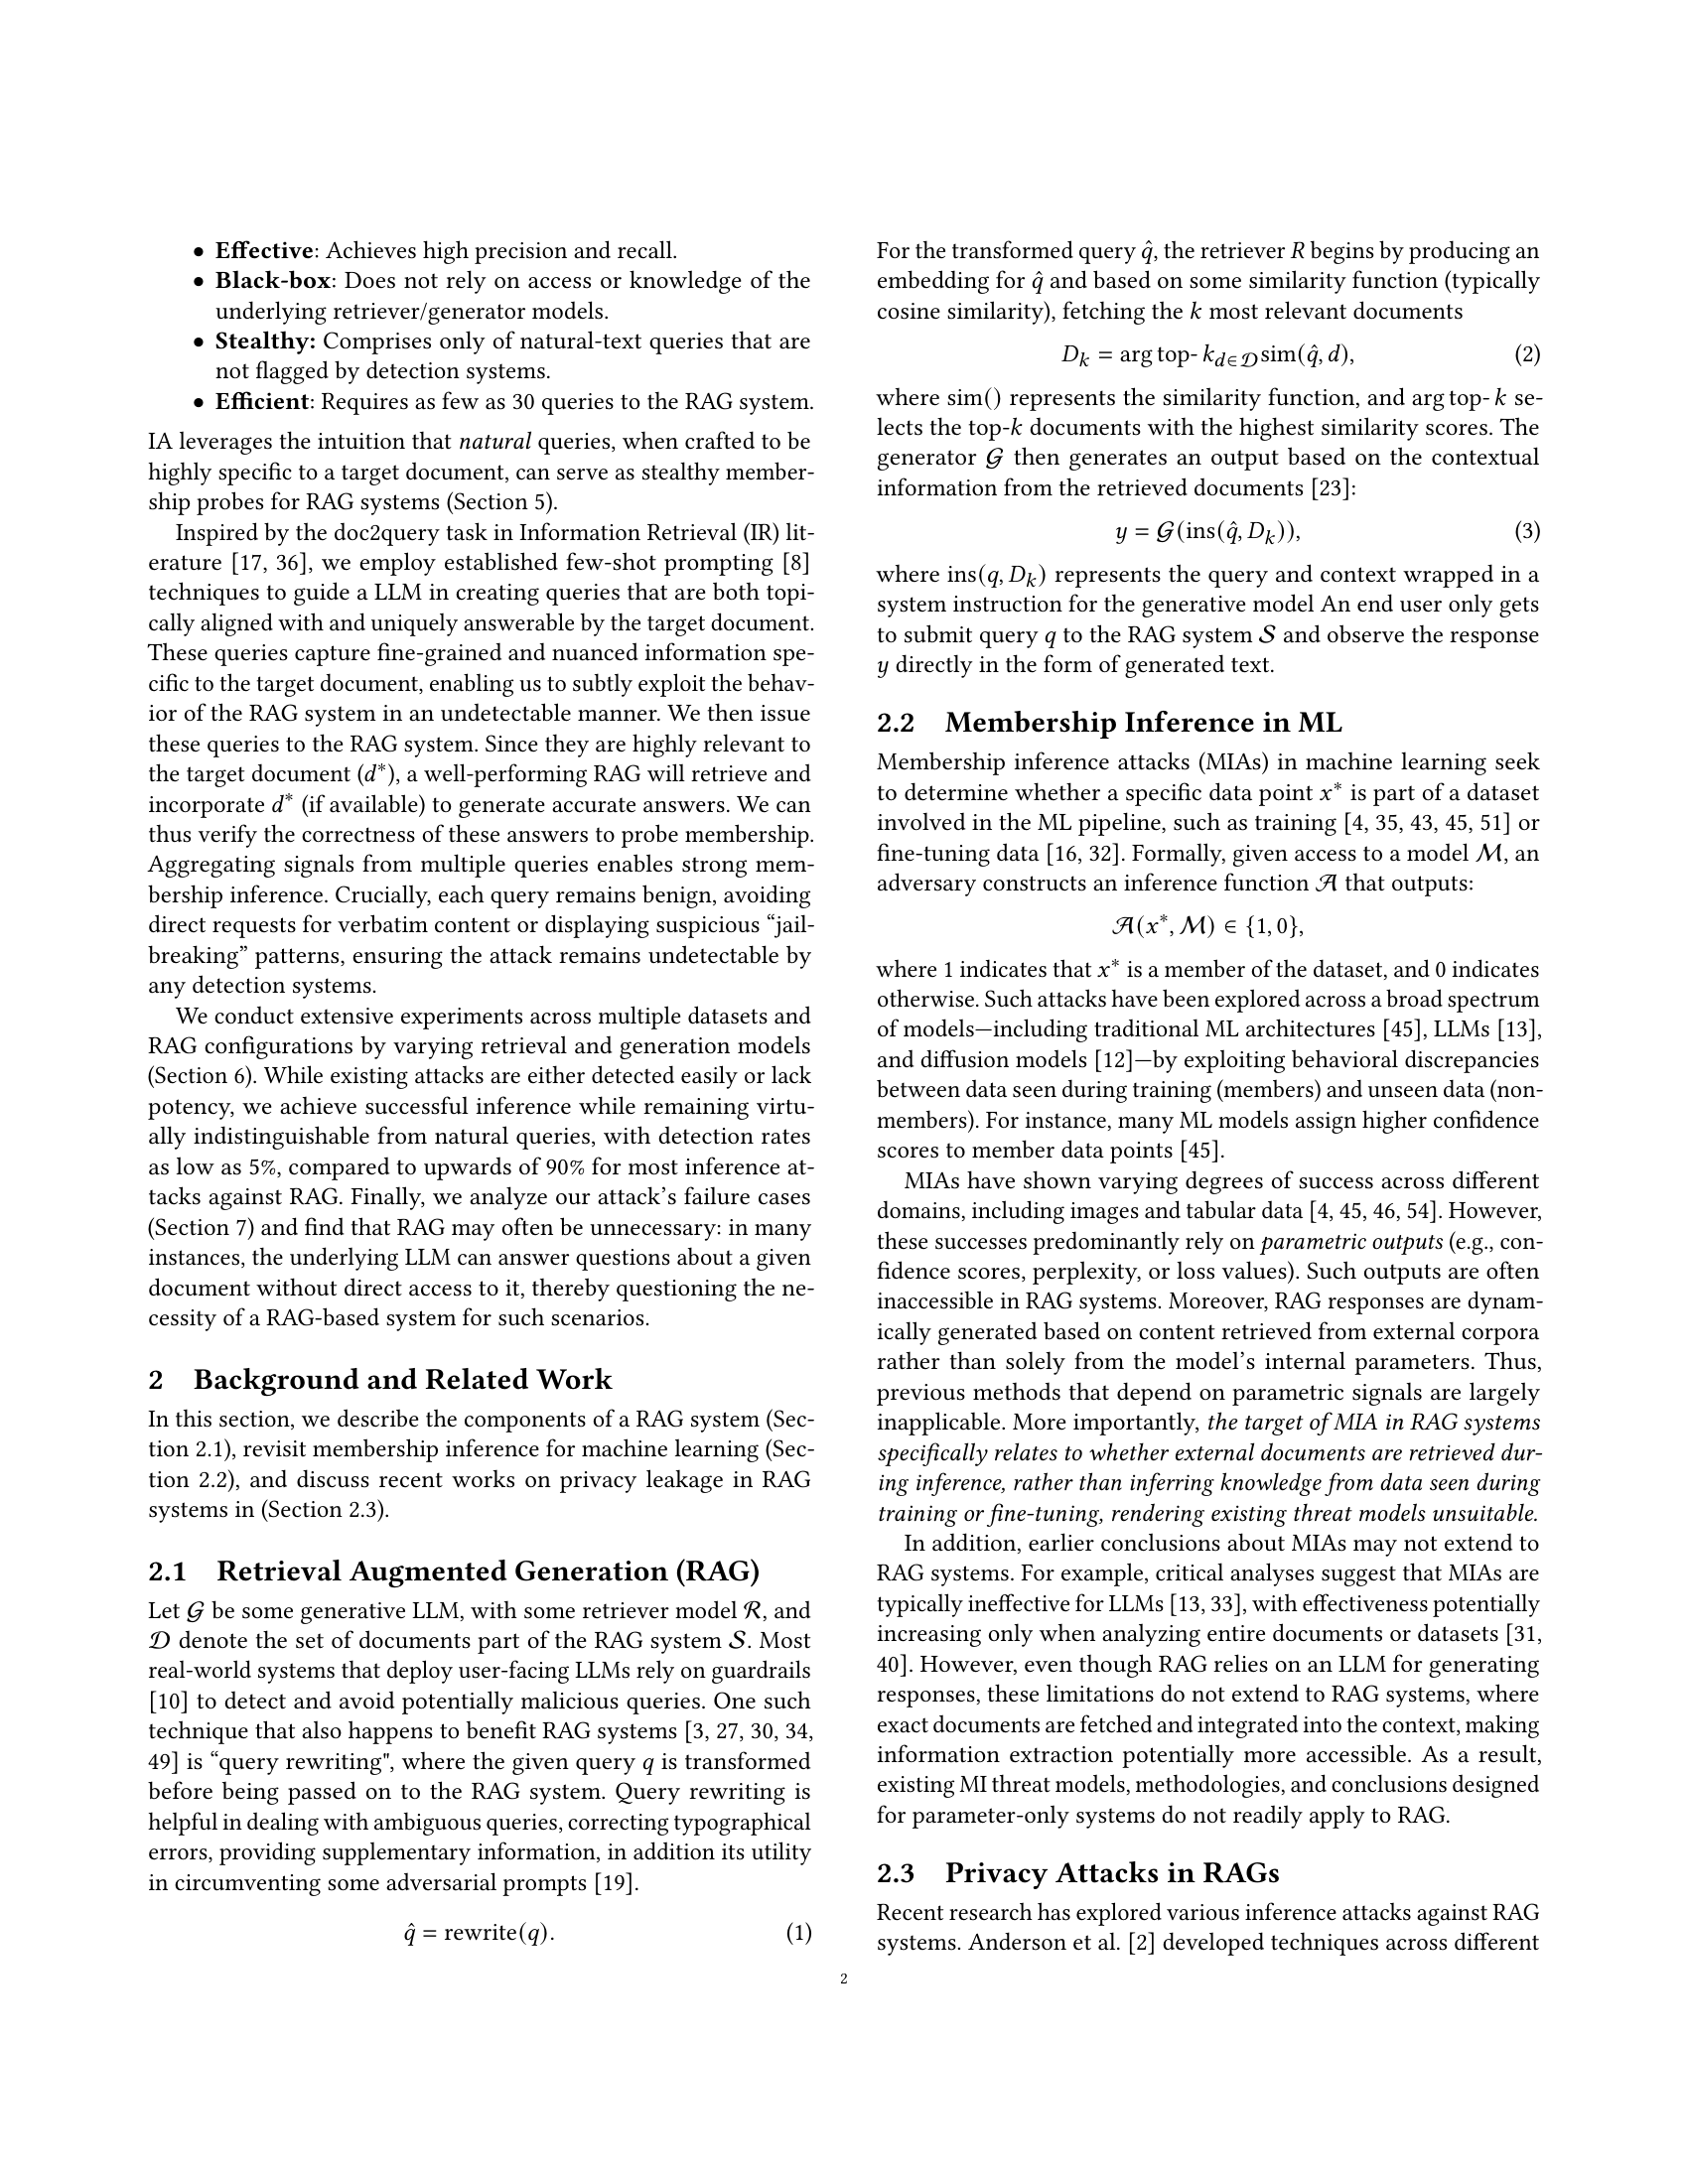 • Effective: Achieves high precision and recall.
• Black-box: Does not rely on access or knowledge of the
underlying retriever/generator models.
• Stealthy: Comprises only of natural-text queries that are
not flagged by detection systems.
• Efficient: Requires as few as 30 queries to the RAG system.
IA leverages the intuition that natural queries, when crafted to be
highly specific to a target document, can serve as stealthy member-
ship probes for RAG systems (Section 5).
Inspired by the doc2query task in Information Retrieval (IR) lit-
erature [17, 36], we employ established few-shot prompting [8]
techniques to guide a LLM in creating queries that are both topi-
cally aligned with and uniquely answerable by the target document.
These queries capture fine-grained and nuanced information spe-
cific to the target document, enabling us to subtly exploit the behav-
ior of the RAG system in an undetectable manner. We then issue
these queries to the RAG system. Since they are highly relevant to
the target document (d*), a well-performing RAG will retrieve and
incorporate d* (if available) to generate accurate answers. We can
thus verify the correctness of these answers to probe membership.
Aggregating signals from multiple queries enables strong mem-
bership inference. Crucially, each query remains benign, avoiding
direct requests for verbatim content or displaying suspicious “jail-
breaking” patterns, ensuring the attack remains undetectable by
any detection systems.
We conduct extensive experiments across multiple datasets and
RAG configurations by varying retrieval and generation models
(Section 6). While existing attacks are either detected easily or lack
potency, we achieve successful inference while remaining virtu-
ally indistinguishable from natural queries, with detection rates
as low as 5%, compared to upwards of 90% for most inference at-
tacks against RAG. Finally, we analyze our attack’s failure cases
(Section 7) and find that RAG may often be unnecessary: in many
instances, the underlying LLM can answer questions about a given
document without direct access to it, thereby questioning the ne-
cessity of a RAG-based system for such scenarios.
2 Background and Related Work
In this section, we describe the components of a RAG system (Sec-
tion 2.1), revisit membership inference for machine learning (Sec-
tion 2.2), and discuss recent works on privacy leakage in RAG
systems in (Section 2.3).
2.1 Retrieval Augmented Generation (RAG)
Let 𝒢 be some generative LLM, with some retriever model ℛ, and
𝒟 denote the set of documents part of the RAG system 𝒮. Most
real-world systems that deploy user-facing LLMs rely on guardrails
[10] to detect and avoid potentially malicious queries. One such
technique that also happens to benefit RAG systems [3, 27, 30, 34,
49] is “query rewriting", where the given query q is transformed
before being passed on to the RAG system. Query rewriting is
helpful in dealing with ambiguous queries, correcting typographical
errors, providing supplementary information, in addition its utility
in circumventing some adversarial prompts [19].
q̂ = rewrite(q). (1)
For the transformed query q̂, the retriever R begins by producing an
embedding for q̂ and based on some similarity function (typically
cosine similarity), fetching the k most relevant documents
D_k = arg top- k_{d∈𝒟} sim(q̂, d), (2)
where sim() represents the similarity function, and arg top- k se-
lects the top-k documents with the highest similarity scores. The
generator 𝒢 then generates an output based on the contextual
information from the retrieved documents [23]:
y = 𝒢(ins(q̂, D_k)), (3)
where ins(q, D_k) represents the query and context wrapped in a
system instruction for the generative model An end user only gets
to submit query q to the RAG system 𝒮 and observe the response
y directly in the form of generated text.
2.2 Membership Inference in ML
Membership inference attacks (MIAs) in machine learning seek
to determine whether a specific data point x* is part of a dataset
involved in the ML pipeline, such as training [4, 35, 43, 45, 51] or
fine-tuning data [16, 32]. Formally, given access to a model ℳ, an
adversary constructs an inference function 𝒜 that outputs:
𝒜(x*, ℳ) ∈ {1, 0},
where 1 indicates that x* is a member of the dataset, and 0 indicates
otherwise. Such attacks have been explored across a broad spectrum
of models—including traditional ML architectures [45], LLMs [13],
and diffusion models [12]—by exploiting behavioral discrepancies
between data seen during training (members) and unseen data (non-
members). For instance, many ML models assign higher confidence
scores to member data points [45].
MIAs have shown varying degrees of success across different
domains, including images and tabular data [4, 45, 46, 54]. However,
these successes predominantly rely on parametric outputs (e.g., con-
fidence scores, perplexity, or loss values). Such outputs are often
inaccessible in RAG systems. Moreover, RAG responses are dynam-
ically generated based on content retrieved from external corpora
rather than solely from the model’s internal parameters. Thus,
previous methods that depend on parametric signals are largely
inapplicable. More importantly, the target of MIA in RAG systems
specifically relates to whether external documents are retrieved dur-
ing inference, rather than inferring knowledge from data seen during
training or fine-tuning, rendering existing threat models unsuitable.
In addition, earlier conclusions about MIAs may not extend to
RAG systems. For example, critical analyses suggest that MIAs are
typically ineffective for LLMs [13, 33], with effectiveness potentially
increasing only when analyzing entire documents or datasets [31,
40]. However, even though RAG relies on an LLM for generating
responses, these limitations do not extend to RAG systems, where
exact documents are fetched and integrated into the context, making
information extraction potentially more accessible. As a result,
existing MI threat models, methodologies, and conclusions designed
for parameter-only systems do not readily apply to RAG.
2.3 Privacy Attacks in RAGs
Recent research has explored various inference attacks against RAG
systems. Anderson et al. [2] developed techniques across different
2